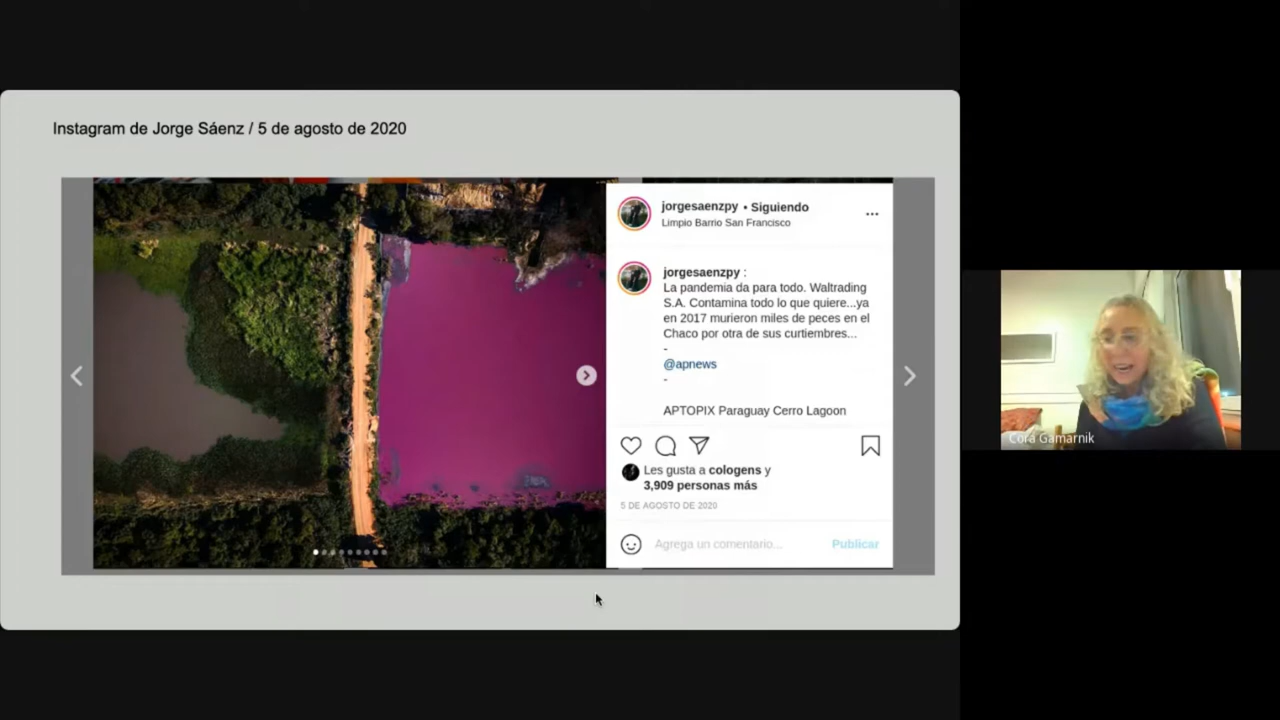 Instagram de Jorge Sáenz / 5 de agosto de 2020
jorgesaenzpy • Siguiendo
Limpio Barrio San Francisco
jorgesaenzpy :
La pandemia da para todo. Waltrading
S.A. Contamina todo lo que quiere...ya
en 2017 murieron miles de peces en el
Chaco por otra de sus curtiembres...
-
@apnews
-
APTOPIX Paraguay Cerro Lagoon
Les gusta a cologens y
3,909 personas más
5 DE AGOSTO DE 2020
Agrega un comentario... Publicar
Cora Gamarnik